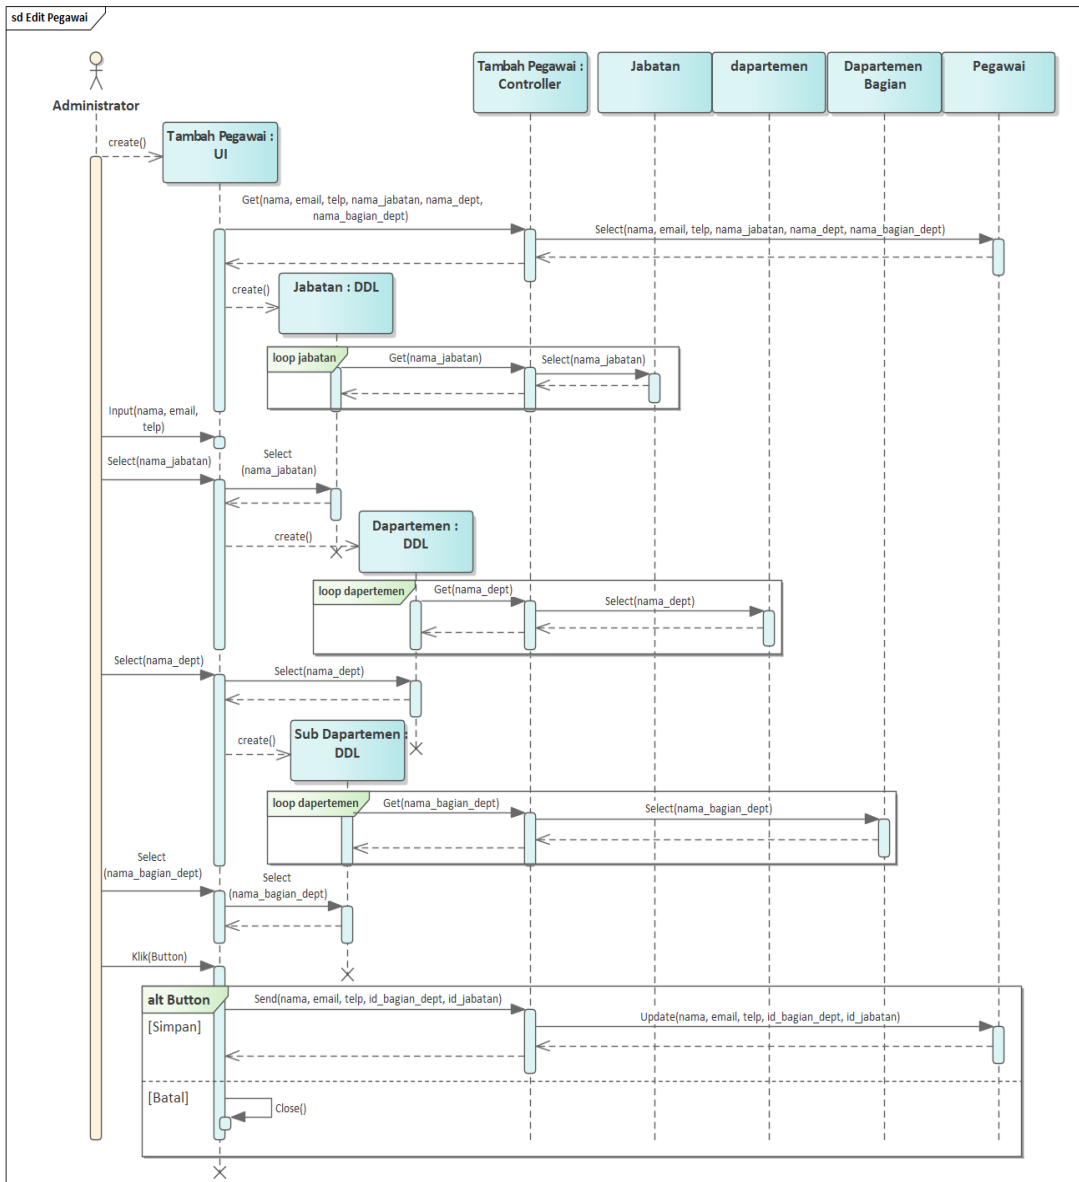 sd Edit Pegawai
Administrator
Tambah Pegawai :
Controller
Jabatan
dapartemen
Dapartemen
Bagian
Pegawai
create()
Tambah Pegawai :
UI
Get(nama, email, telp, nama_jabatan, nama_dept,
nama_bagian_dept)
Select(nama, email, telp, nama_jabatan, nama_dept, nama_bagian_dept)
create()
Jabatan : DDL
loop jabatan
Get(nama_jabatan)
Select(nama_jabatan)
Input(nama, email,
telp)
Select(nama_jabatan)
Select
(nama_jabatan)
create()
Dapartemen :
DDL
loop dapertemen
Get(nama_dept)
Select(nama_dept)
Select(nama_dept)
Select(nama_dept)
create()
Sub Dapartemen :
DDL
loop dapertemen
Get(nama_bagian_dept)
Select(nama_bagian_dept)
Select
(nama_bagian_dept)
Select
(nama_bagian_dept)
Klik(Button)
alt Button
[Simpan]
Send(nama, email, telp, id_bagian_dept, id_jabatan)
Update(nama, email, telp, id_bagian_dept, id_jabatan)
[Batal]
Close()